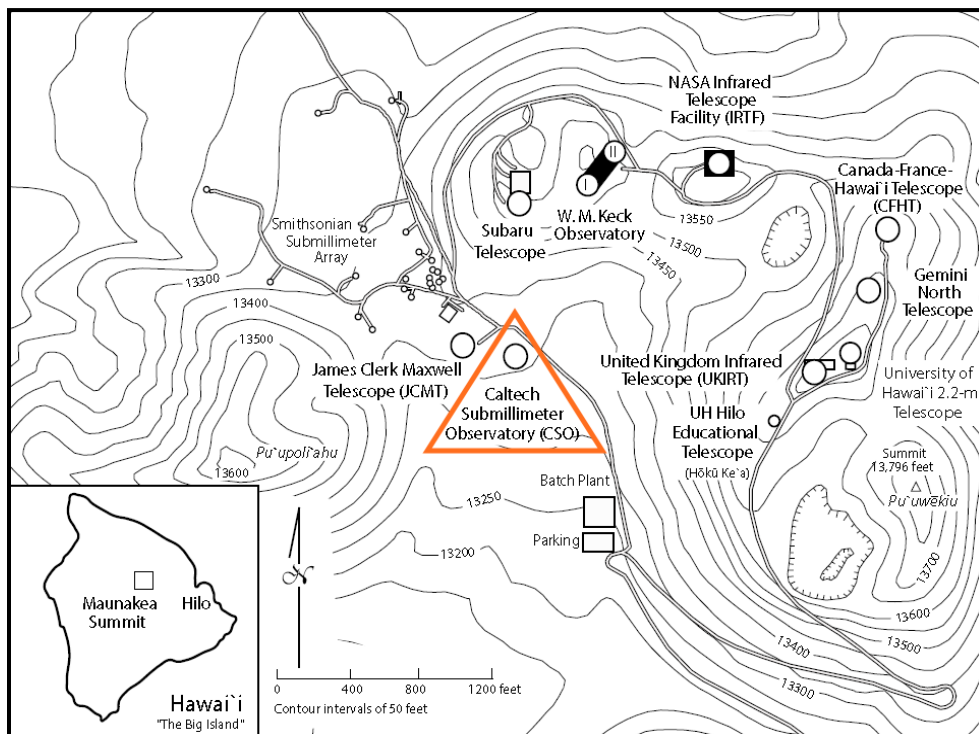 NASA Infrared
Telescope
Facility (IRTF)
Canada-France-
Hawai`i Telescope
(CFHT)
II
I
W. M. Keck
Observatory
Subaru
Telescope
Smithsonian
Submillimeter
Array
13550
13500
13450
13300
13400
13500
Gemini
North
Telescope
James Clerk Maxwell
Telescope (JCMT)
Caltech
Submillimeter
Observatory (CSO)
United Kingdom Infrared
Telescope (UKIRT)
University of
Hawai`i 2.2-m
Telescope
UH Hilo
Educational
Telescope
(Hōkū Ke`a)
Summit
13,796 feet
Pu`uwēkiu
Pu`upoli`ahu
13600
13250
13200
Batch Plant
Parking
13700
13600
13500
13400
13300
N
Maunakea
Summit
Hilo
Hawai`i
"The Big Island"
0 400 800 1200 feet
Contour intervals of 50 feet